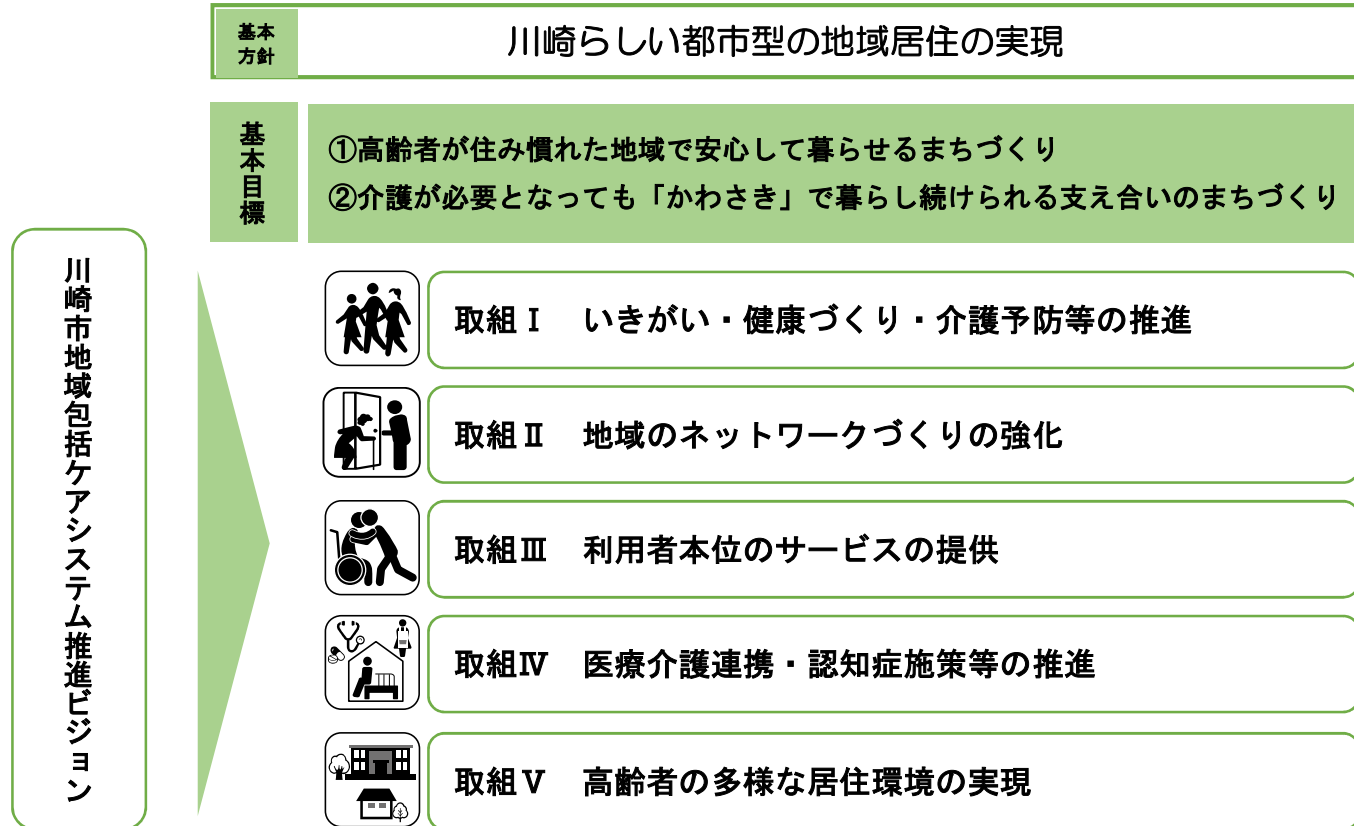 基本
方針
川崎らしい都市型の地域居住の実現
基本目標
①高齢者が住み慣れた地域で安心して暮らせるまちづくり
②介護が必要となっても「かわさき」で暮らし続けられる支え合いのまちづくり
川崎市地域包括ケアシステム推進ビジョン
取組Ⅰ　いきがい・健康づくり・介護予防等の推進
取組Ⅱ　地域のネットワークづくりの強化
取組Ⅲ　利用者本位のサービスの提供
取組Ⅳ　医療介護連携・認知症施策等の推進
取組Ⅴ　高齢者の多様な居住環境の実現